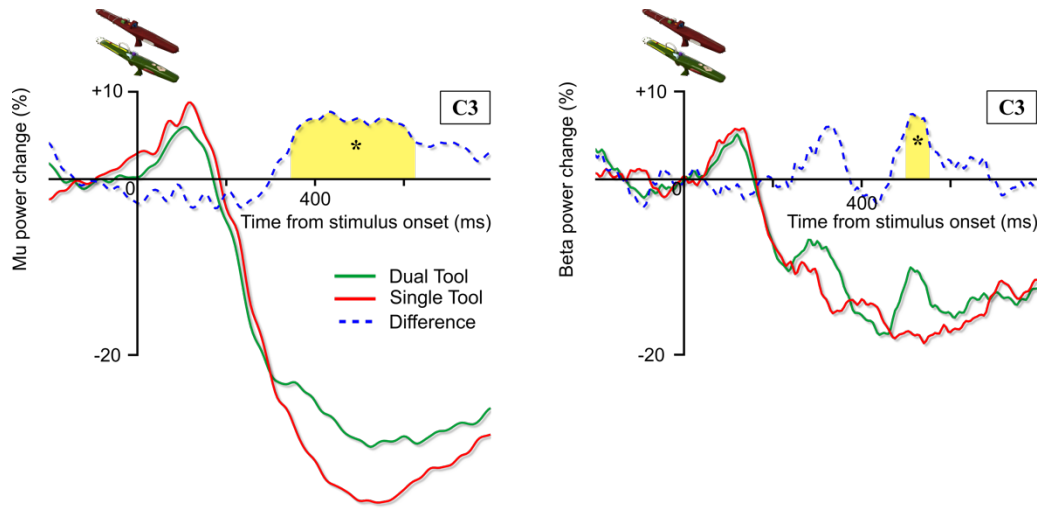 +10
C3
*
Mu power change (%)
0
400
Time from stimulus onset (ms)
Dual Tool
Single Tool
Difference
-20
+10
C3
*
Beta power change (%)
0
400
Time from stimulus onset (ms)
-20